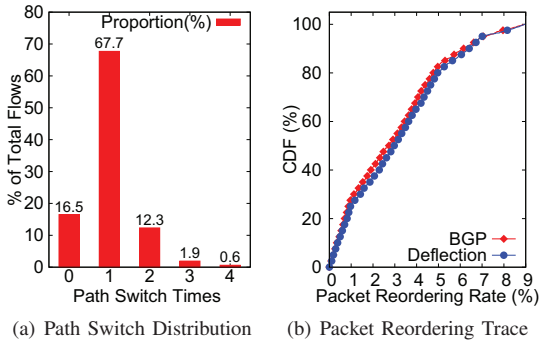 Proportion(%)
80
70
60
50
40
30
20
10
0
% of Total Flows
16.5
67.7
12.3
1.9
0.6
0 1 2 3 4
Path Switch Times
(a) Path Switch Distribution
100
80
60
40
20
0
CDF (%)
BGP
Deflection
0 1 2 3 4 5 6 7 8 9
Packet Reordering Rate (%)
(b) Packet Reordering Trace